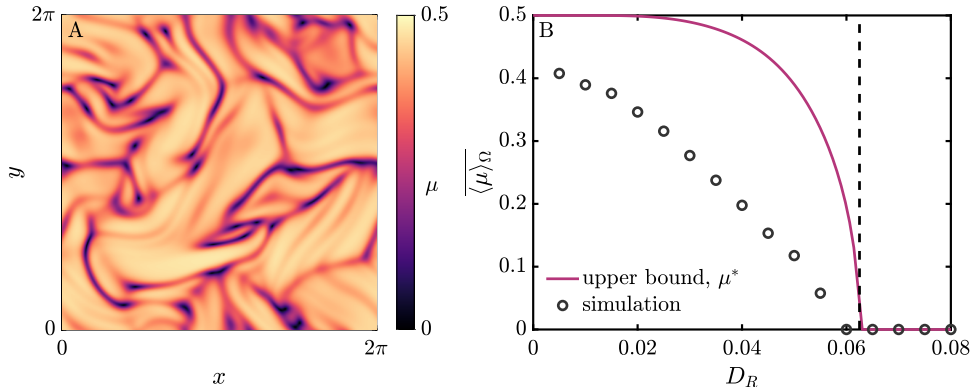 A
2π
y
0
0
2π
x
0.5
μ
0
B
0.5
0.4
0.3
0.2
0.1
0
⟨μ⟩Ω
upper bound, μ*
simulation
0
0.02
0.04
0.06
0.08
D_R